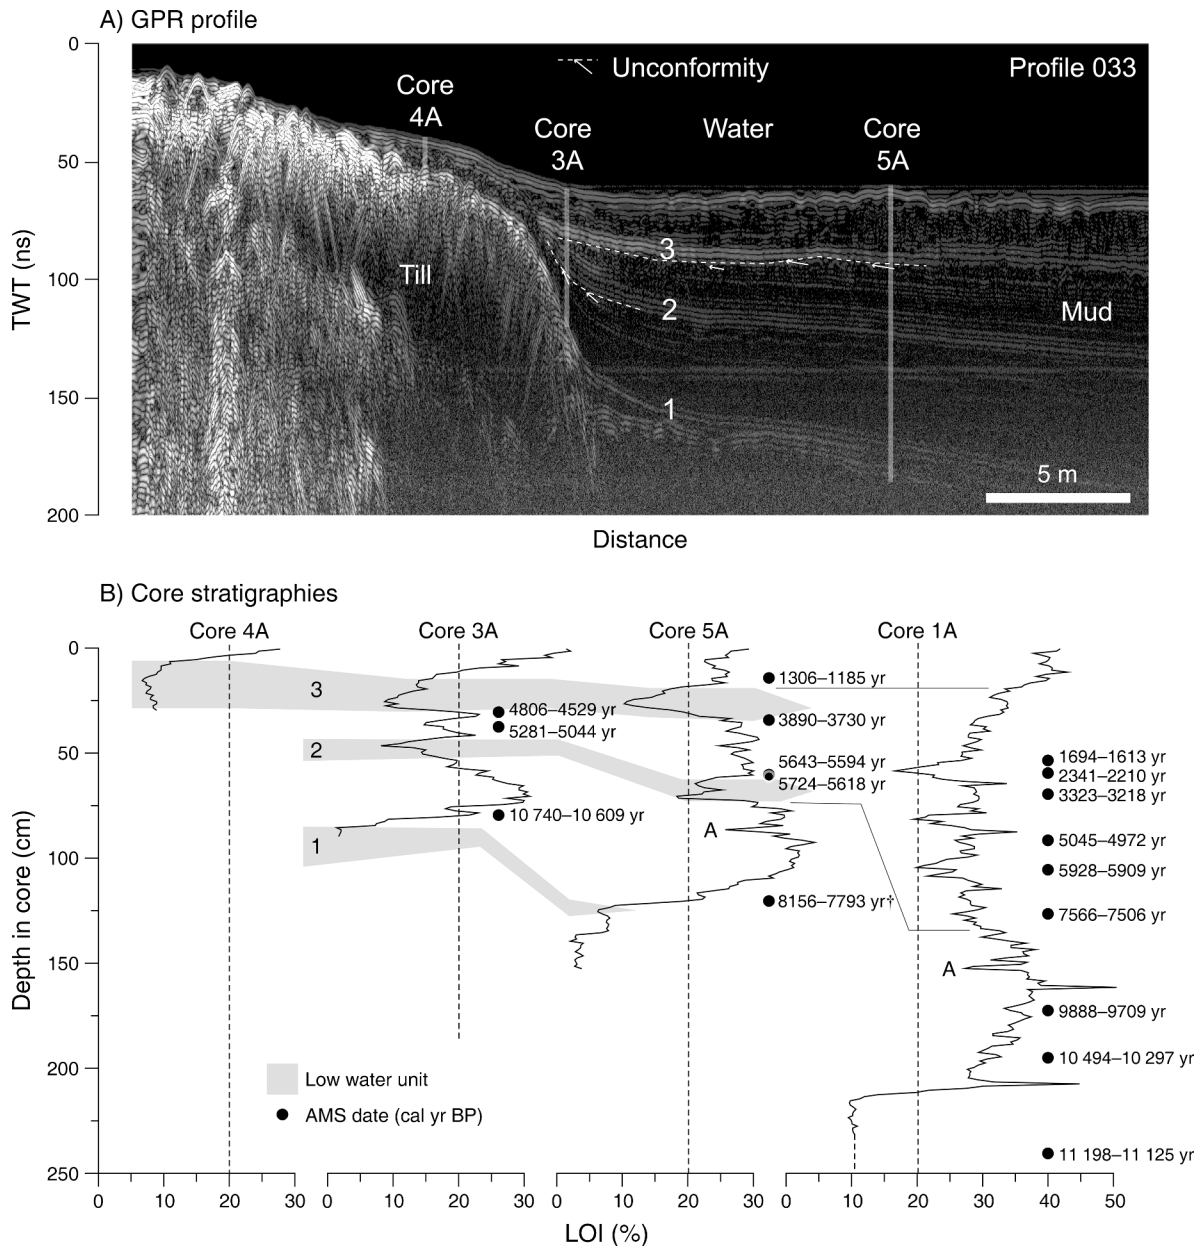 A) GPR profile
0
50
100
150
200
TWT (ns)
Unconformity
Profile 033
Core
4A
Core
3A
Water
Core
5A
3
Till
2
Mud
1
5 m
Distance
B) Core stratigraphies
Core 4A
Core 3A
Core 5A
Core 1A
0
50
100
150
200
250
Depth in core (cm)
3
2
1
4806–4529 yr
5281–5044 yr
10 740–10 609 yr
1306–1185 yr
3890–3730 yr
5643–5594 yr
5724–5618 yr
A
8156–7793 yr†
1694–1613 yr
2341–2210 yr
3323–3218 yr
5045–4972 yr
5928–5909 yr
7566–7506 yr
A
9888–9709 yr
10 494–10 297 yr
11 198–11 125 yr
Low water unit
AMS date (cal yr BP)
0 10 20 30
0 10 20 30
0 10 20 30
0 10 20 30 40 50
LOI (%)